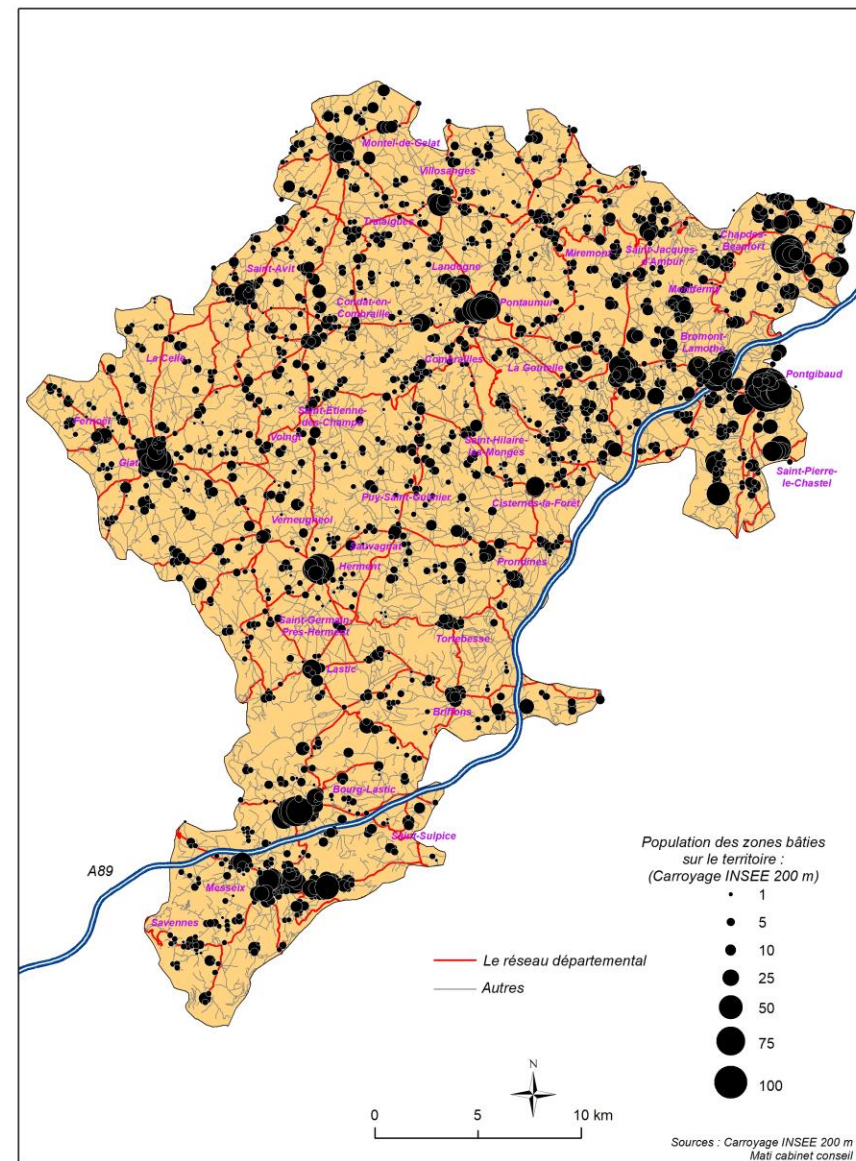 Montel-de-Gelat
Villosanges
Tralaigues
Chapdes-
Beaufort
Saint-Jacques
-d'Ambur
Miremont
Saint-Avit
Landogne
Montfermy
Condat-en-
Combraille
Pontaumur
Bromont-
Lamothe
La Celle
Combrailles
La Goutelle
Pontgibaud
Fernoël
Saint-Etienne-
des-Champs
Voingt
Saint-Hilaire-
les-Monges
Giat
Saint-Pierre-
le-Chastel
Puy-Saint-Gulmier
Cisternes-la-Forêt
Verneugheol
Sauvagnat
Herment
Prondines
Saint-Germain-
Près-Herment
Tortebesse
Lastic
Briffons
Bourg-Lastic
Saint-Sulpice
A89
Messeix
Savennes
Population des zones bâties
sur le territoire :
(Carroyage INSEE 200 m)
1
5
10
25
50
75
100
Le réseau départemental
Autres
N
0 5 10 km
Sources : Carroyage INSEE 200 m
Mati cabinet conseil